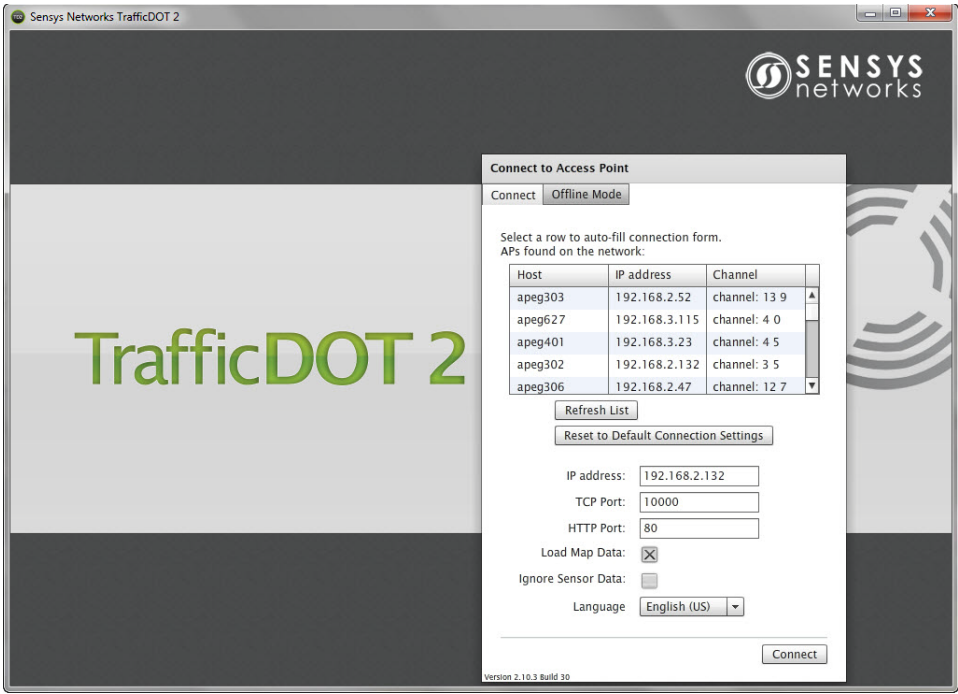 Sensys Networks TrafficDOT 2
SENSYS
networks
TrafficDOT 2
Connect to Access Point
Connect Offline Mode
Select a row to auto-fill connection form.
APs found on the network:
Host IP address Channel
apeg303 192.168.2.52 channel: 13 9
apeg627 192.168.3.115 channel: 4 0
apeg401 192.168.3.23 channel: 4 5
apeg302 192.168.2.132 channel: 3 5
apeg306 192.168.2.47 channel: 12 7
Refresh List
Reset to Default Connection Settings
IP address: 192.168.2.132
TCP Port: 10000
HTTP Port: 80
Load Map Data:
Ignore Sensor Data:
Language English (US)
Connect
Version 2.10.3 Build 30